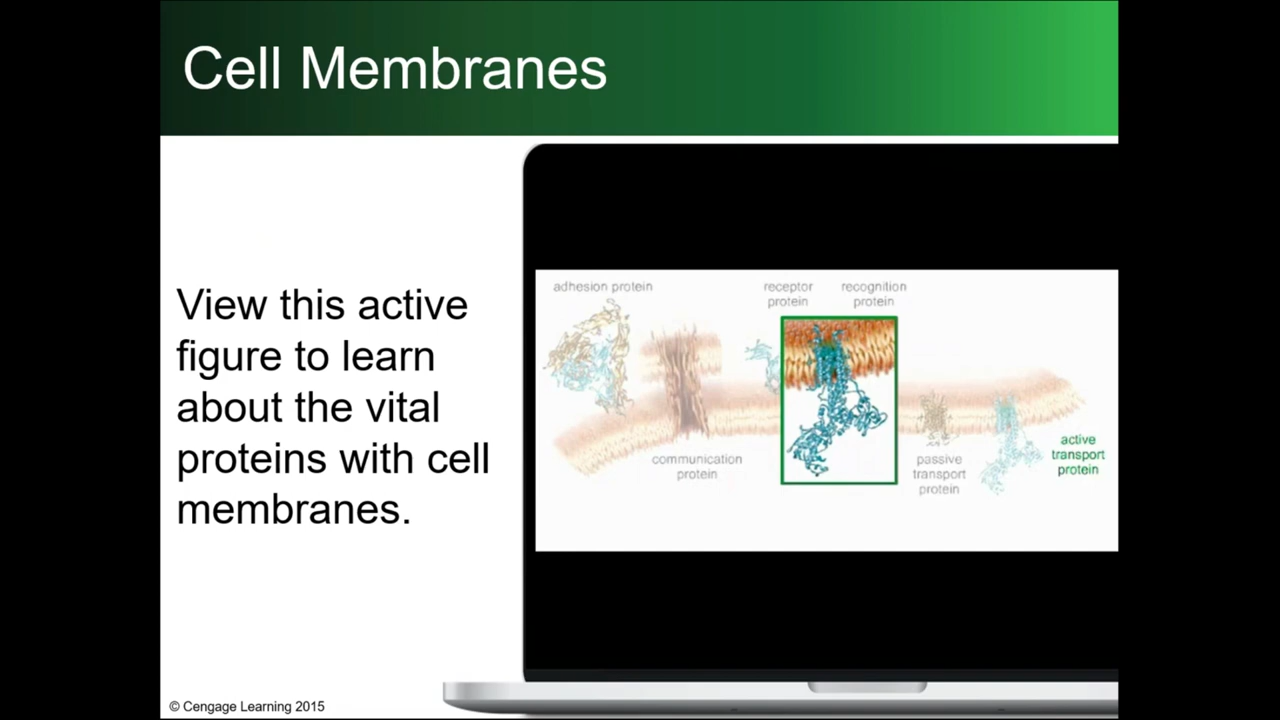 Cell Membranes
View this active
figure to learn
about the vital
proteins with cell
membranes.
adhesion protein
receptor
protein
recognition
protein
communication
protein
passive
transport
protein
active
transport
protein
© Cengage Learning 2015